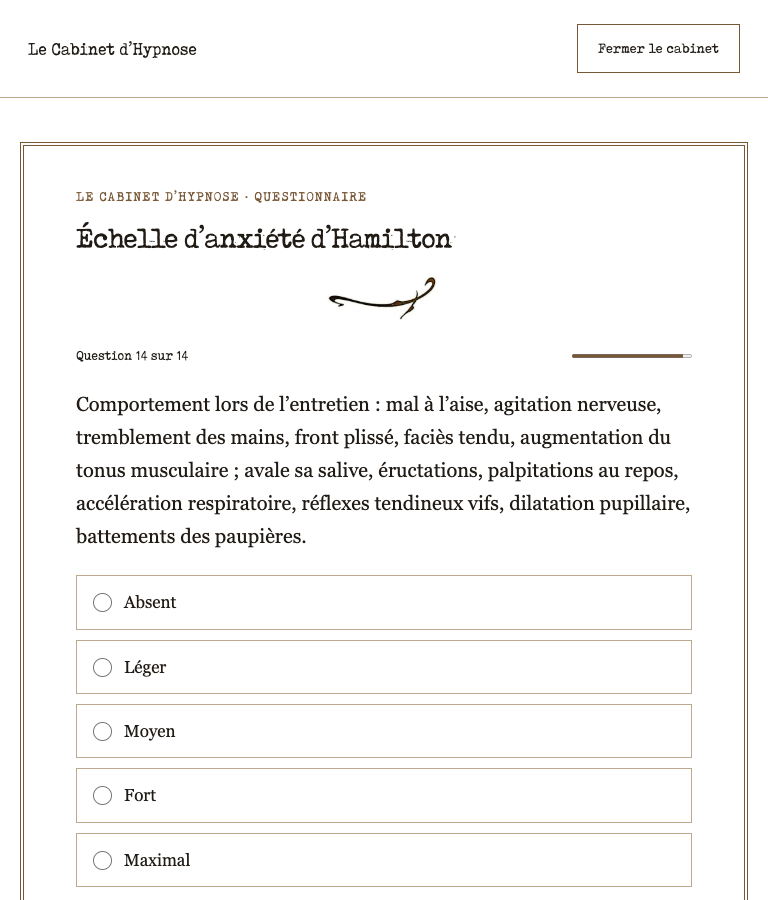 Le Cabinet d’Hypnose
Fermer le cabinet
LE CABINET D’HYPNOSE · QUESTIONNAIRE
Échelle d’anxiété d’Hamilton
Question 14 sur 14
Comportement lors de l’entretien : mal à l’aise, agitation nerveuse,
tremblement des mains, front plissé, faciès tendu, augmentation du
tonus musculaire ; avale sa salive, éructations, palpitations au repos,
accélération respiratoire, réflexes tendineux vifs, dilatation pupillaire,
battements des paupières.
Absent
Léger
Moyen
Fort
Maximal